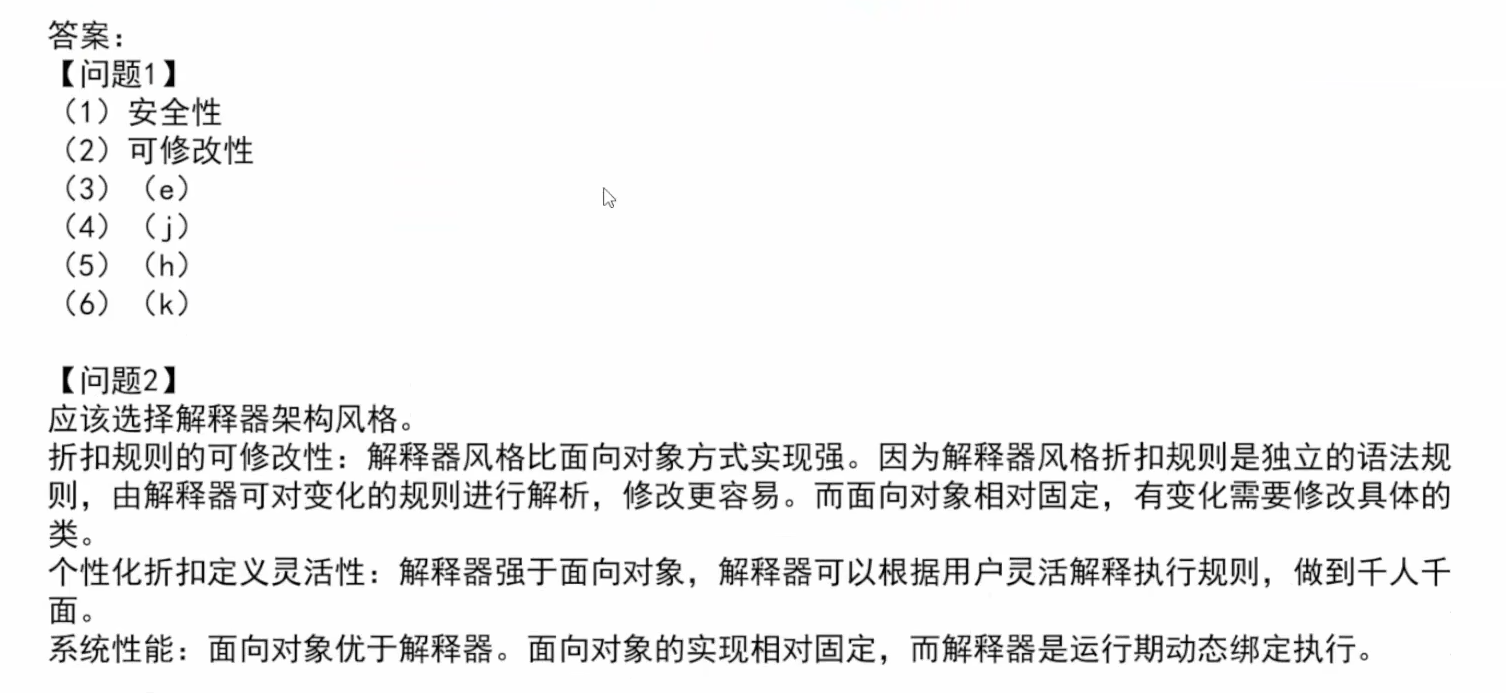 答案：
【问题1】
（1）安全性
（2）可修改性
（3）（e）
（4）（j）
（5）（h）
（6）（k）
【问题2】
应该选择解释器架构风格。
折扣规则的可修改性：解释器风格比面向对象方式实现强。因为解释器风格折扣规则是独立的语法规
则，由解释器可对变化的规则进行解析，修改更容易。而面向对象相对固定，有变化需要修改具体的
类。
个性化折扣定义灵活性：解释器强于面向对象，解释器可以根据用户灵活解释执行规则，做到千人千
面。
系统性能：面向对象优于解释器。面向对象的实现相对固定，而解释器是运行期动态绑定执行。